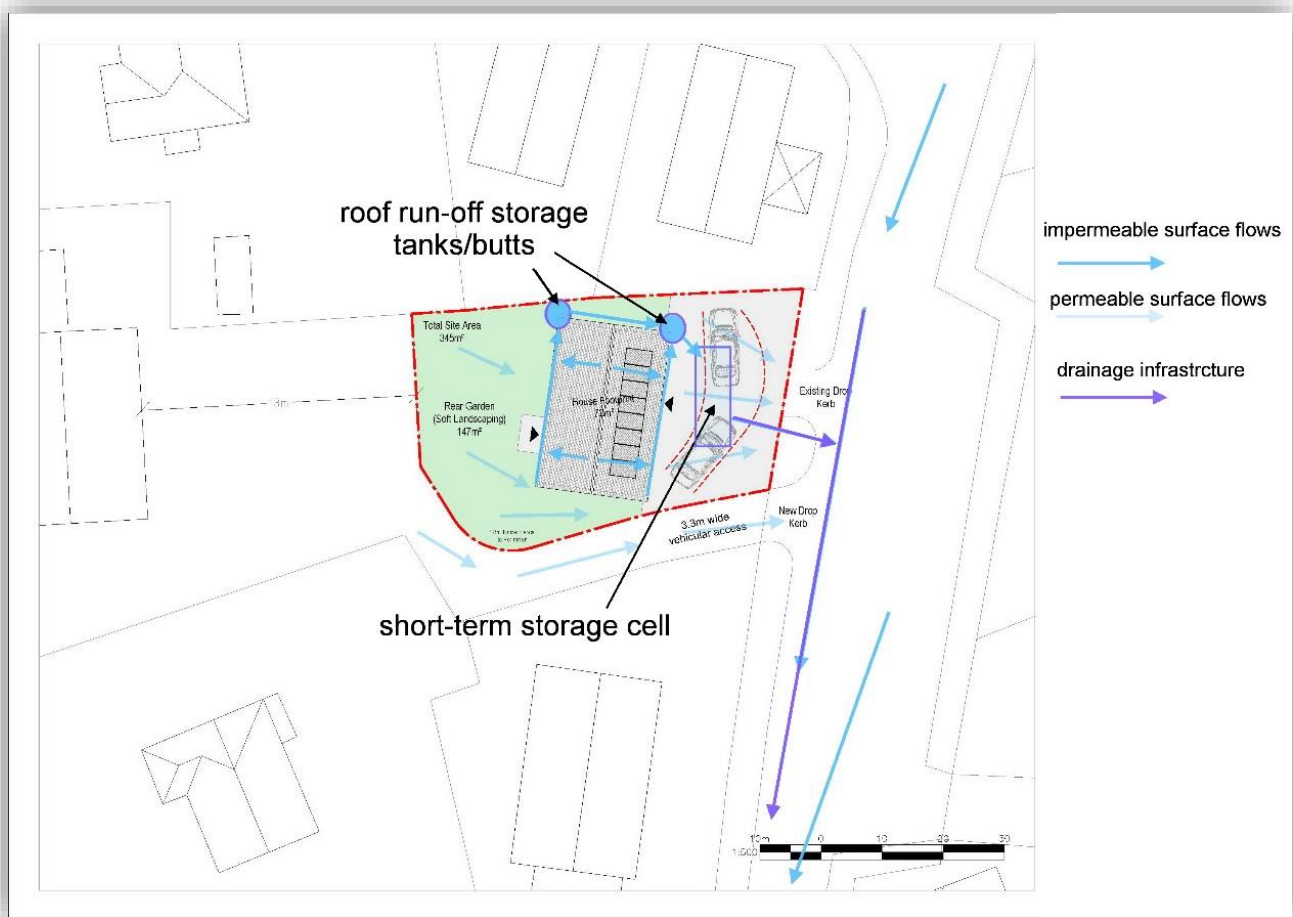 roof run-off storage
tanks/butts
impermeable surface flows
permeable surface flows
drainage infrastrcture
Total Site Area
345m²
Existing Drop
Kerb
House Footprint
Rear Garden
(Soft Landscaping)
147m²
3.3m wide
vehicular access
New Drop
Kerb
short-term storage cell
10m 0 10 20 30